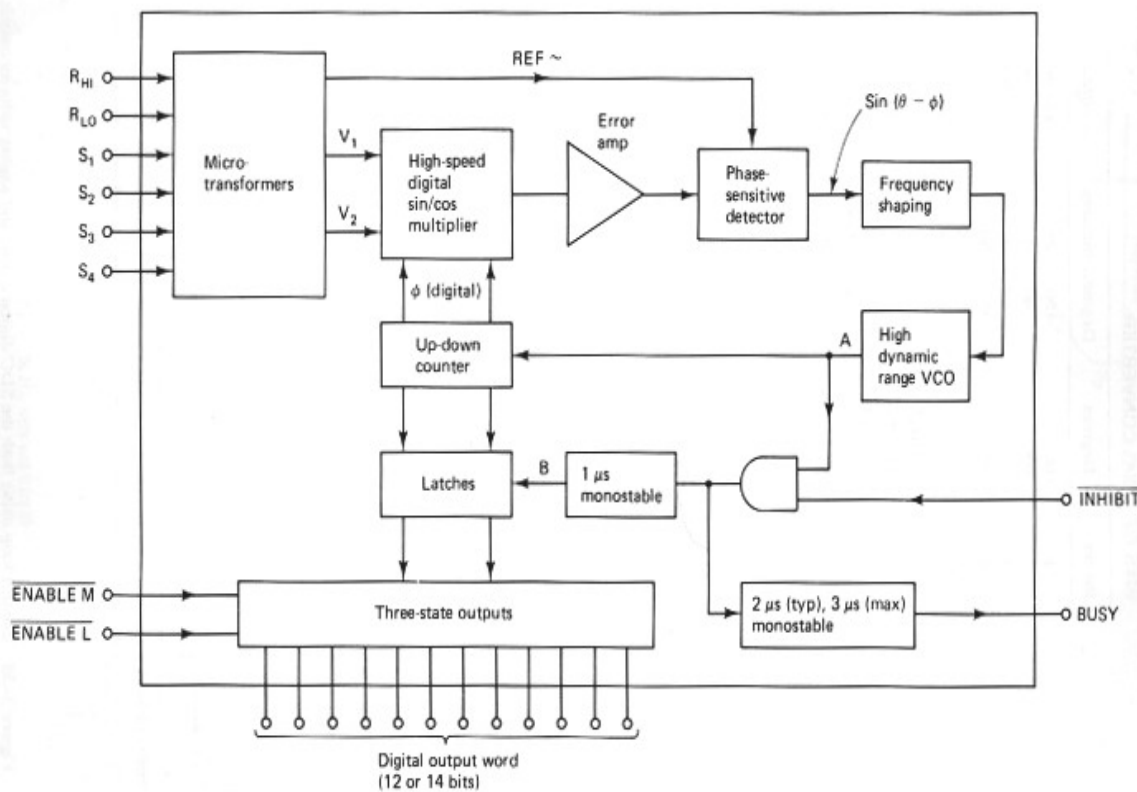 REF ~
Sin (θ − ϕ)
R_HI
R_LO
S_1
S_2
S_3
S_4
Micro-
transformers
V_1
V_2
High-speed
digital
sin/cos
multiplier
Error
amp
Phase-
sensitive
detector
Frequency
shaping
ϕ (digital)
Up-down
counter
A
High
dynamic
range VCO
Latches
B
1 μs
monostable
INHIBIT
ENABLE M
ENABLE L
Three-state outputs
2 μs (typ), 3 μs (max)
monostable
BUSY
Digital output word
(12 or 14 bits)